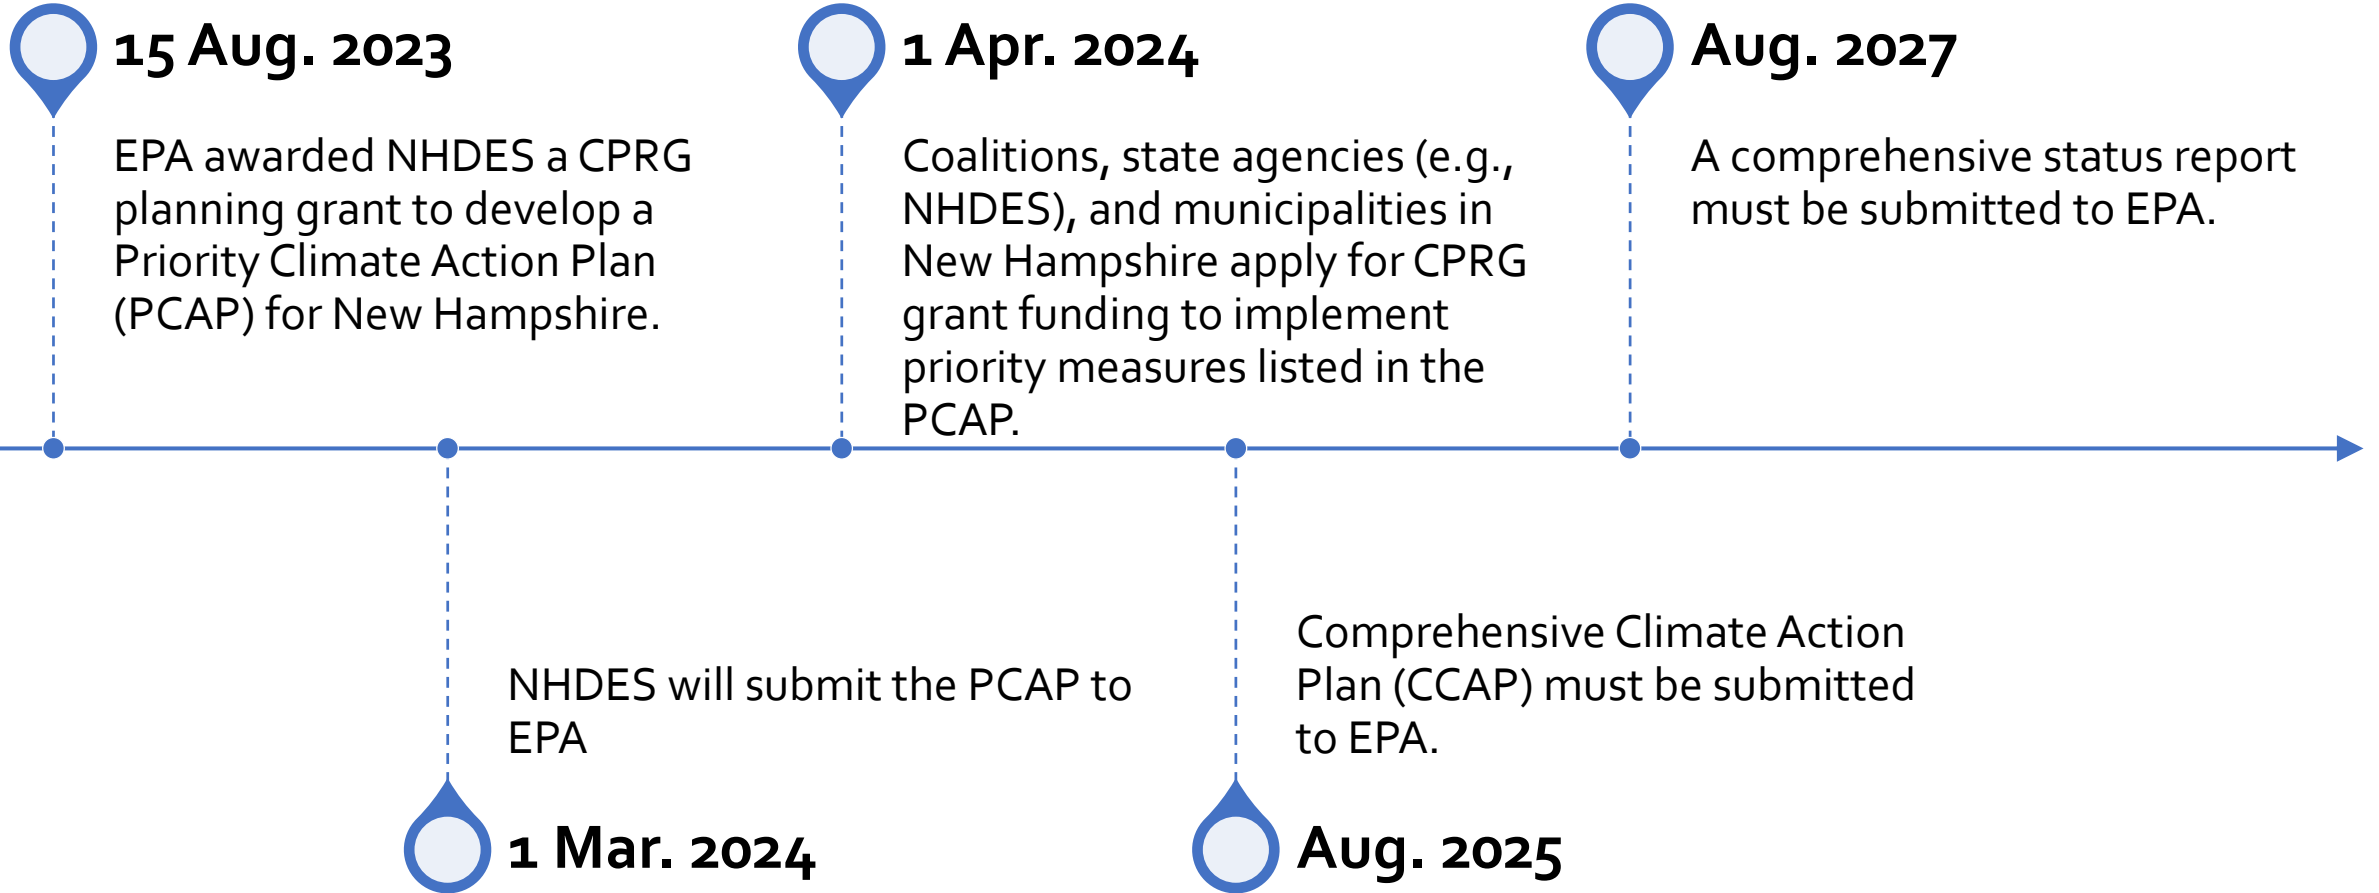 15 Aug. 2023
EPA awarded NHDES a CPRG
planning grant to develop a
Priority Climate Action Plan
(PCAP) for New Hampshire.
1 Mar. 2024
NHDES will submit the PCAP to
EPA
1 Apr. 2024
Coalitions, state agencies (e.g.,
NHDES), and municipalities in
New Hampshire apply for CPRG
grant funding to implement
priority measures listed in the
PCAP.
Aug. 2025
Comprehensive Climate Action
Plan (CCAP) must be submitted
to EPA.
Aug. 2027
A comprehensive status report
must be submitted to EPA.